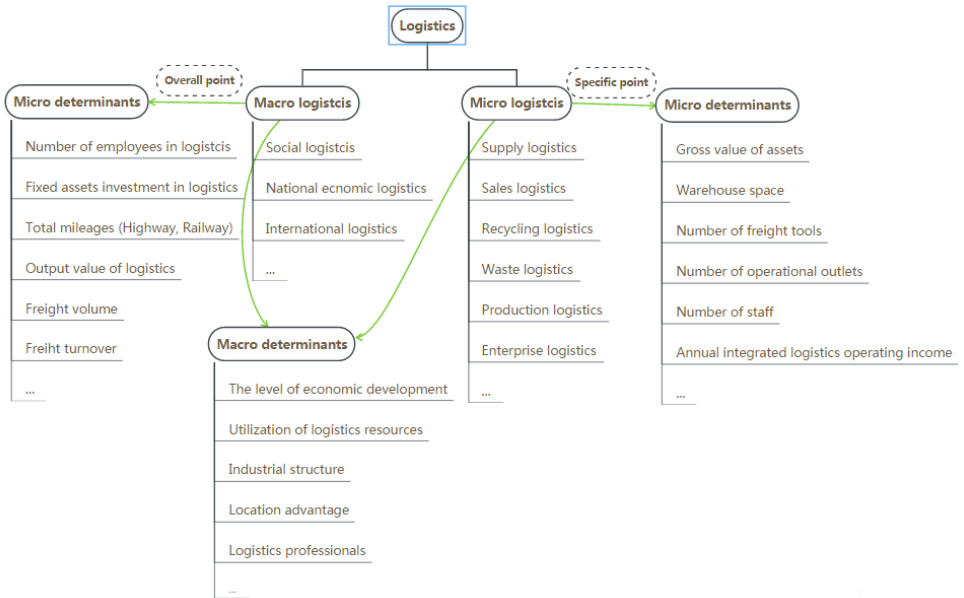 Logistics
Overall point
Specific point
Micro determinants
Macro logistcis
Micro logistcis
Micro determinants
Number of employees in logistcis
Fixed assets investment in logistics
Total mileages (Highway, Railway)
Output value of logistics
Freight volume
Freiht turnover
...
Social logistcis
National ecnomic logistics
International logistics
...
Supply logistics
Sales logistics
Recycling logistics
Waste logistics
Production logistics
Enterprise logistics
...
Gross value of assets
Warehouse space
Number of freight tools
Number of operational outlets
Number of staff
Annual integrated logistics operating income
...
Macro determinants
The level of economic development
Utilization of logistics resources
Industrial structure
Location advantage
Logistics professionals
...